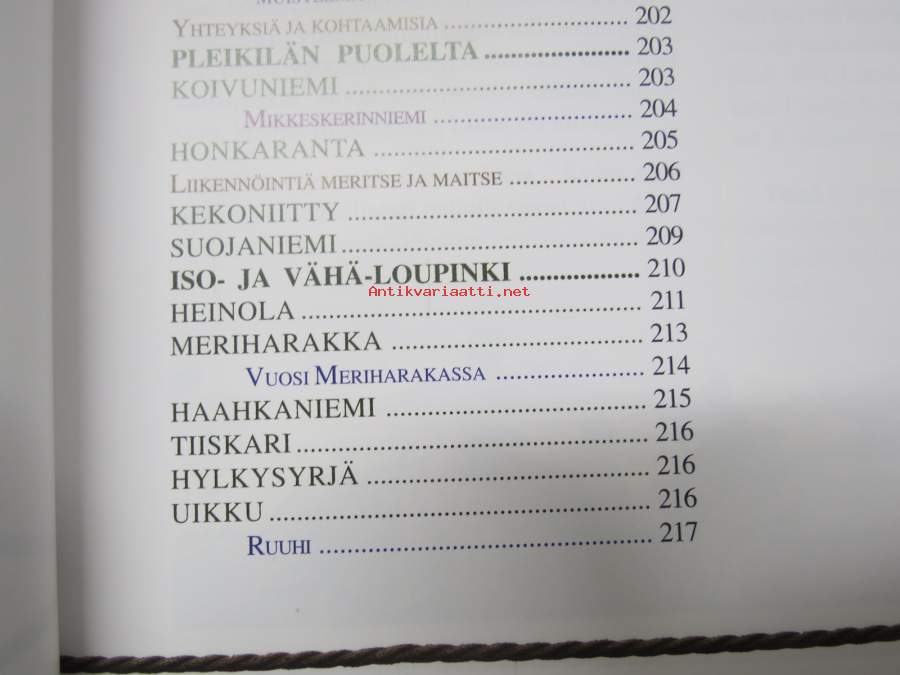 YHTEYKSIÄ JA KOHTAAMISIA ........................ 202
PLEIKILÄN PUOLELTA ..................... 203
KOIVUNIEMI ......................................... 203
MIKKESKERINNIEMI ............................. 204
HONKARANTA ...................................... 205
LIIKENNÖINTIÄ MERITSE JA MAITSE .................. 206
KEKONIITTY .......................................... 207
SUOJANIEMI ........................................... 209
ISO- JA VÄHÄ-LOUPINKI .................. 210
Antikvariaatti.net
HEINOLA ................................................. 211
MERIHARAKKA ..................................... 213
VUOSI MERIHARAKASSA ...................... 214
HAAHKANIEMI ...................................... 215
TIISKARI ................................................... 216
HYLKYSYRJÄ ......................................... 216
UIKKU ....................................................... 216
RUUHI ................................................ 217